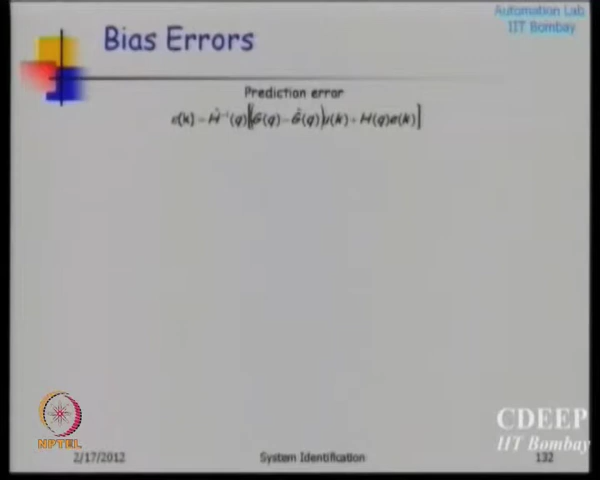 Automation Lab
IIT Bombay
Bias Errors
Prediction error
ε(k) = Ĥ⁻¹(q)[(G(q) − Ĝ(q))u(k) + H(q)e(k)]
CDEEP
IIT Bombay
NPTEL
2/17/2012
System Identification
132